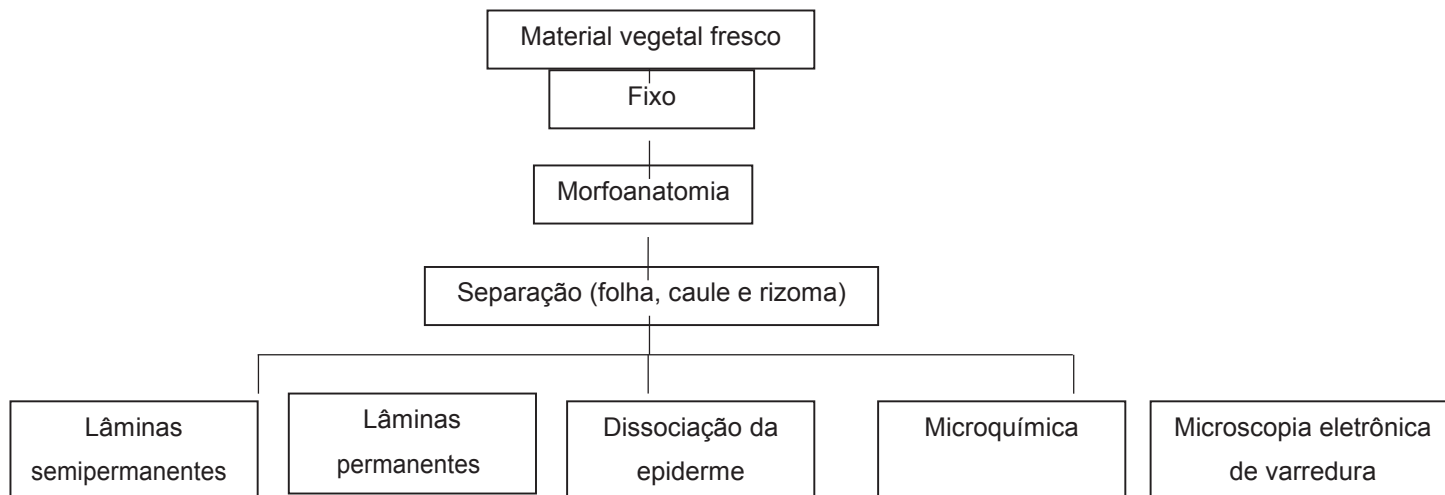 Material vegetal fresco
Fixo
Morfoanatomia
Separação (folha, caule e rizoma)
Lâminas
semipermanentes
Lâminas
permanentes
Dissociação da
epiderme
Microquímica
Microscopia eletrônica
de varredura